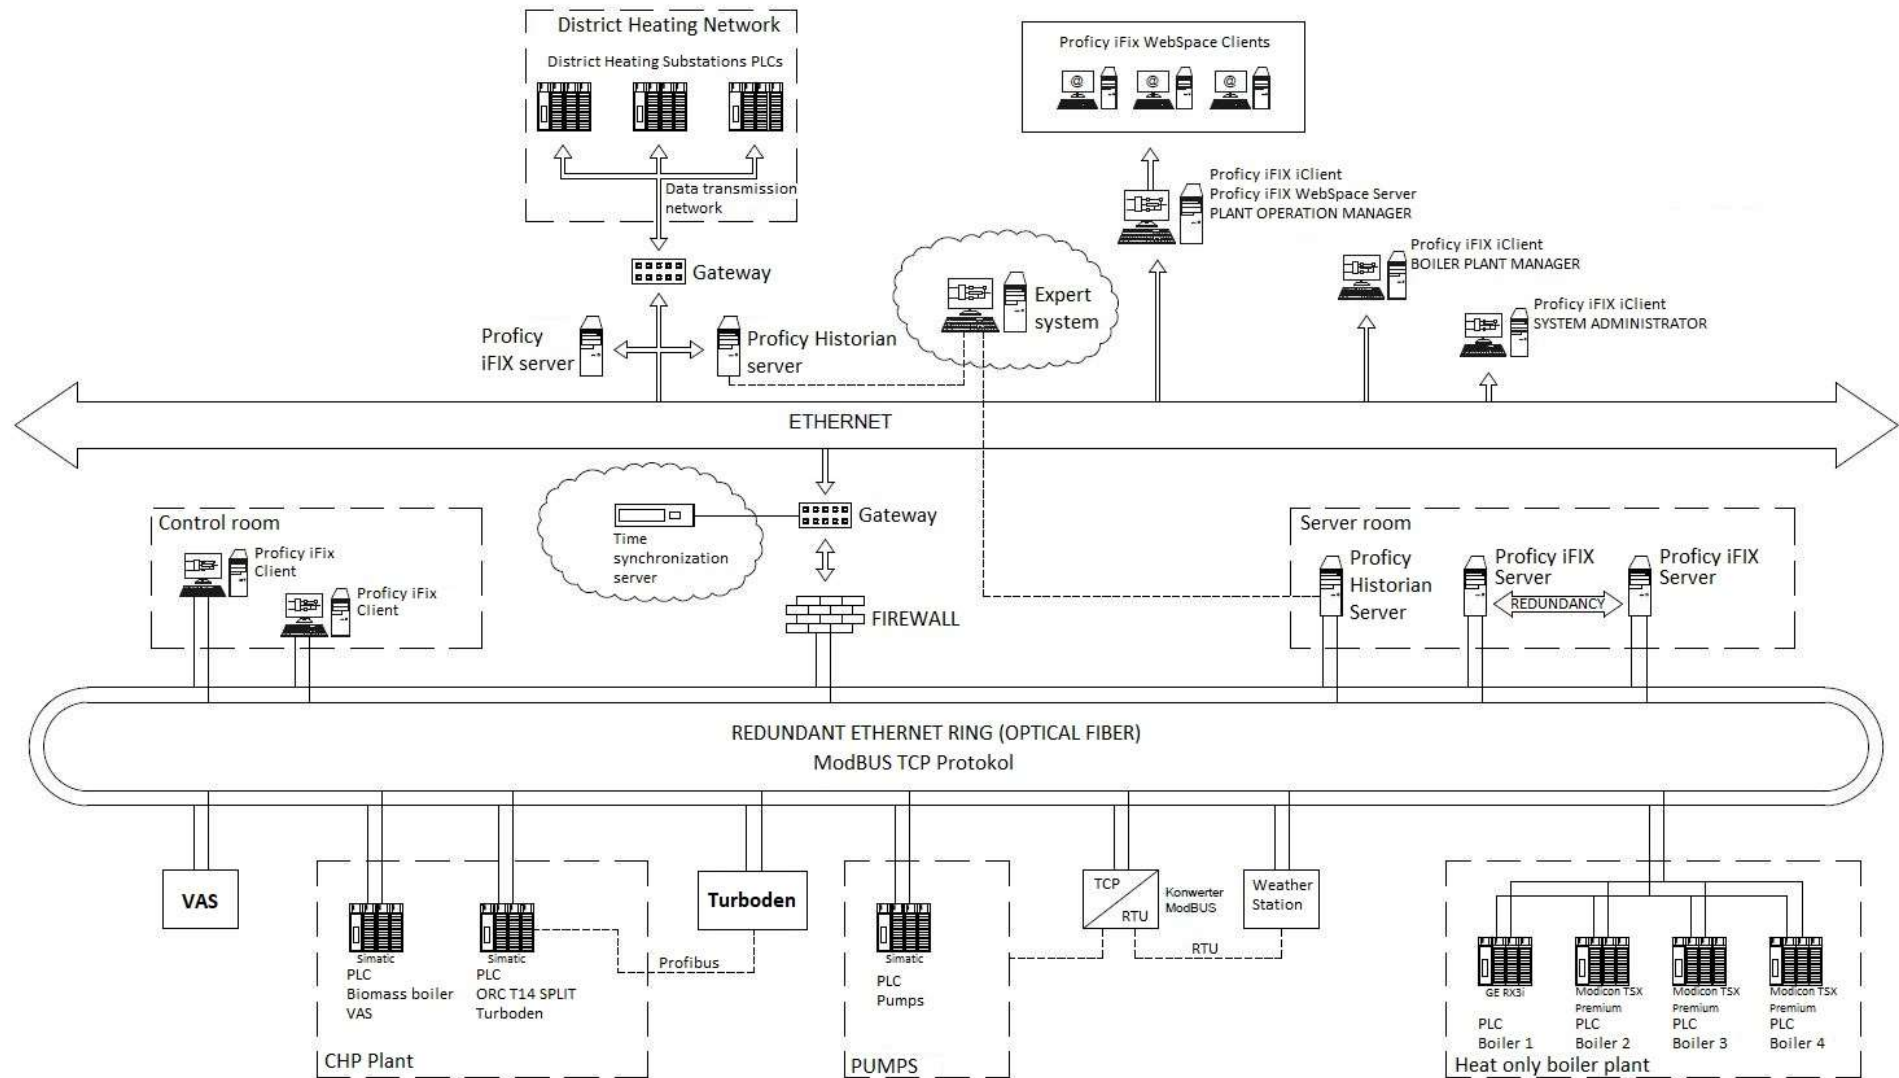 District Heating Network
District Heating Substations PLCs
Data transmission
network
Gateway
Proficy
iFIX server
Proficy Historian
server
Expert
system
Proficy iFix WebSpace Clients
@
@
@
Proficy iFIX iClient
Proficy iFIX WebSpace Server
PLANT OPERATION MANAGER
Proficy iFIX iClient
BOILER PLANT MANAGER
Proficy iFIX iClient
SYSTEM ADMINISTRATOR
ETHERNET
Time
synchronization
server
Gateway
FIREWALL
Control room
Proficy iFix
Client
Proficy iFix
Client
Server room
Proficy
Historian
Server
Proficy iFIX
Server
REDUNDANCY
Proficy iFIX
Server
REDUNDANT ETHERNET RING (OPTICAL FIBER)
ModBUS TCP Protokol
VAS
Simatic
PLC
Biomass boiler
VAS
Simatic
PLC
ORC T14 SPLIT
Turboden
CHP Plant
Profibus
Turboden
Simatic
PLC
Pumps
PUMPS
TCP
RTU
Konwerter
ModBUS
RTU
Weather
Station
GE RX3i
PLC
Boiler 1
Modicon TSX
Premium
PLC
Boiler 2
Modicon TSX
Premium
PLC
Boiler 3
Modicon TSX
Premium
PLC
Boiler 4
Heat only boiler plant